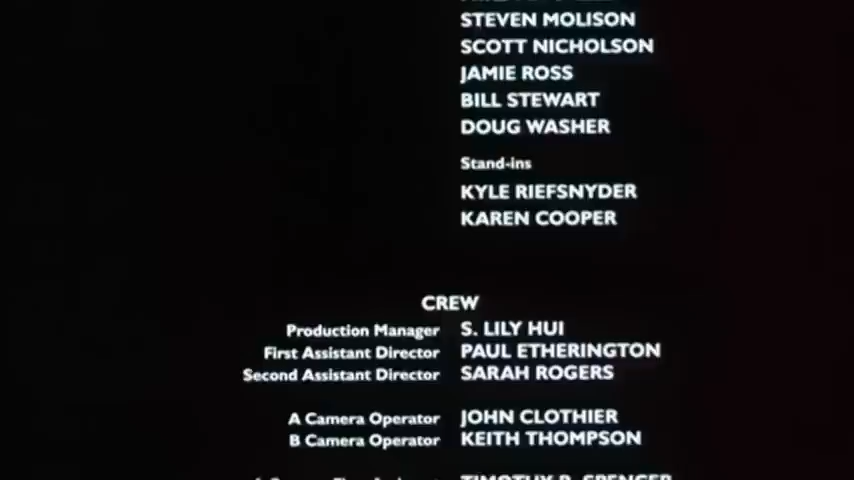 STEVEN MOLISON
SCOTT NICHOLSON
JAMIE ROSS
BILL STEWART
DOUG WASHER
Stand-ins
KYLE RIEFSNYDER
KAREN COOPER
CREW
Production Manager S. LILY HUI
First Assistant Director PAUL ETHERINGTON
Second Assistant Director SARAH ROGERS
A Camera Operator JOHN CLOTHIER
B Camera Operator KEITH THOMPSON
TIMOTHY R. SPENCER